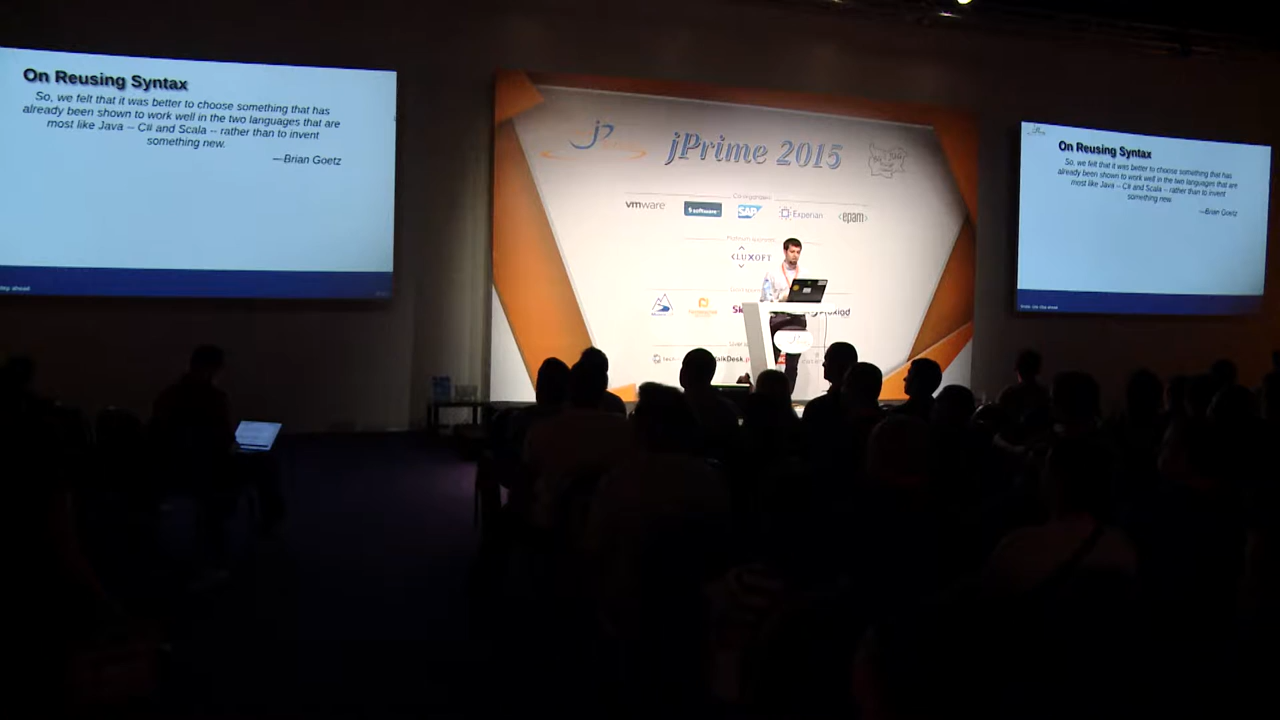 On Reusing Syntax
So, we felt that it was better to choose something that has
already been shown to work well in the two languages that are
most like Java -- C# and Scala -- rather than to invent
something new.
—Brian Goetz
jPrime 2015
vmware
software
SAP
Experian
<epam>
LUXOFT
On Reusing Syntax
So, we felt that it was better to choose something that has
already been shown to work well in the two languages that are
most like Java -- C# and Scala -- rather than to invent
something new.
—Brian Goetz